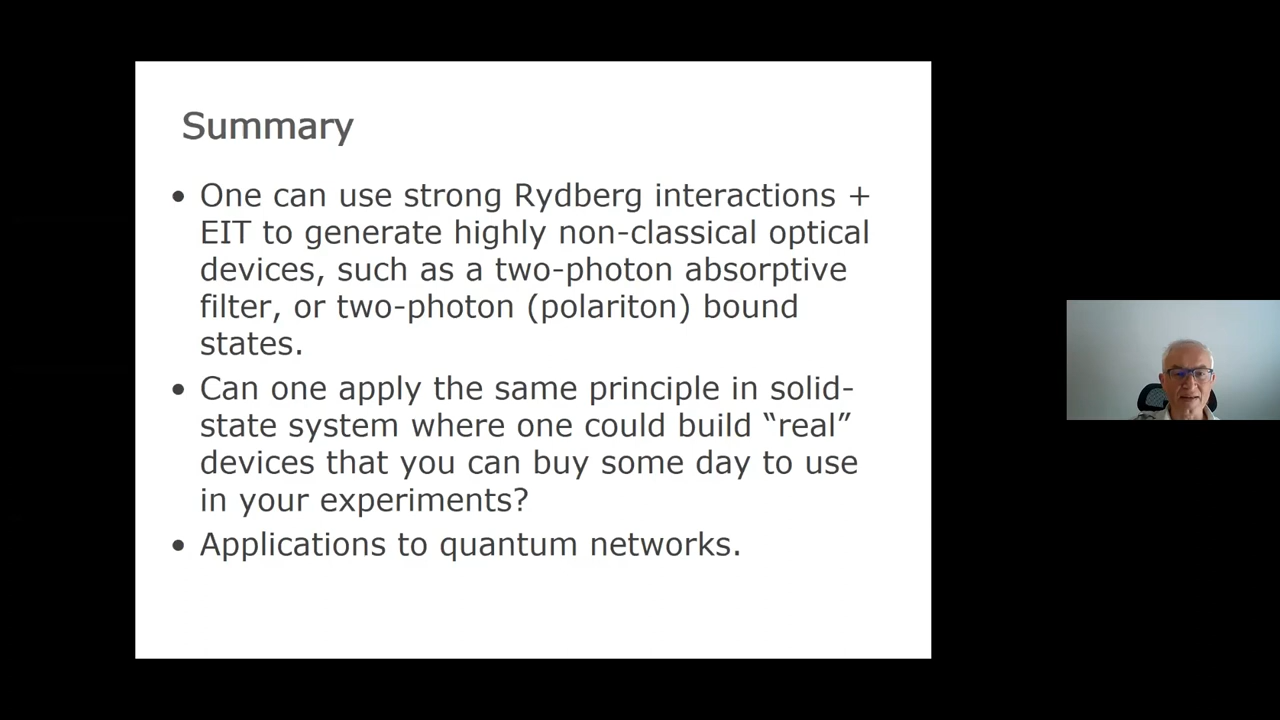 Summary
• One can use strong Rydberg interactions +
EIT to generate highly non-classical optical
devices, such as a two-photon absorptive
filter, or two-photon (polariton) bound
states.
• Can one apply the same principle in solid-
state system where one could build “real”
devices that you can buy some day to use
in your experiments?
• Applications to quantum networks.